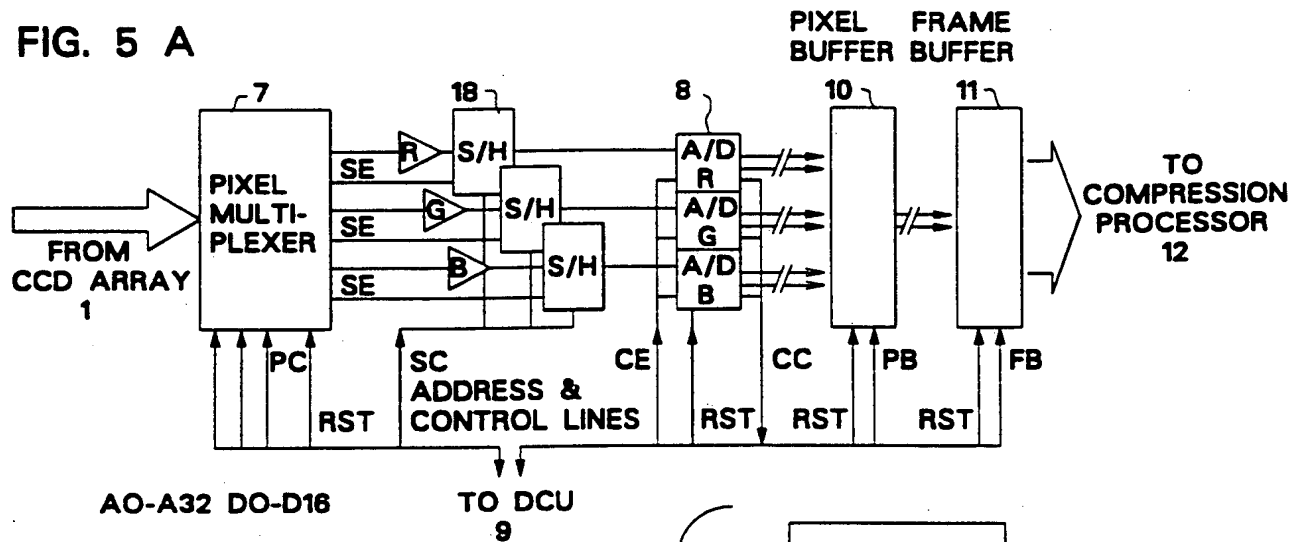 FIG. 5 A
PIXEL FRAME
BUFFER BUFFER
7
18
8
10
11
PIXEL
MULTI-
PLEXER
FROM
CCD ARRAY
1
SE
SE
SE
R
G
B
S/H
S/H
S/H
A/D
R
A/D
G
A/D
B
TO
COMPRESSION
PROCESSOR
12
PC
SC
CE
CC
PB
FB
ADDRESS &
CONTROL LINES
RST
RST
RST
RST
AO-A32 DO-D16
TO DCU
9